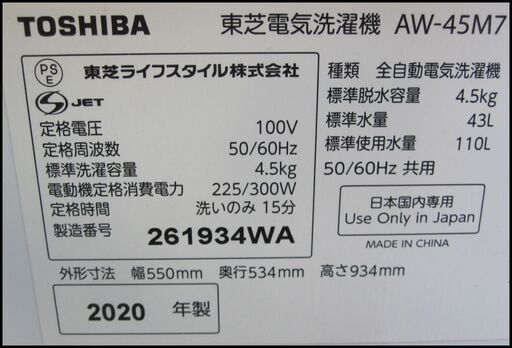 TOSHIBA 東芝電気洗濯機 AW-45M7
PS
E
東芝ライフスタイル株式会社
S JET
定格電圧 100V
定格周波数 50/60Hz
標準洗濯容量 4.5kg
電動機定格消費電力 225/300W
定格時間 洗いのみ 15分
製造番号 261934WA
種類 全自動電気洗濯機
標準脱水容量 4.5kg
標準水量 43L
標準使用水量 110L
50/60Hz 共用
日本国内専用
Use Only in Japan
MADE IN CHINA
外形寸法 幅550mm 奥行534mm 高さ934mm
2020 年製